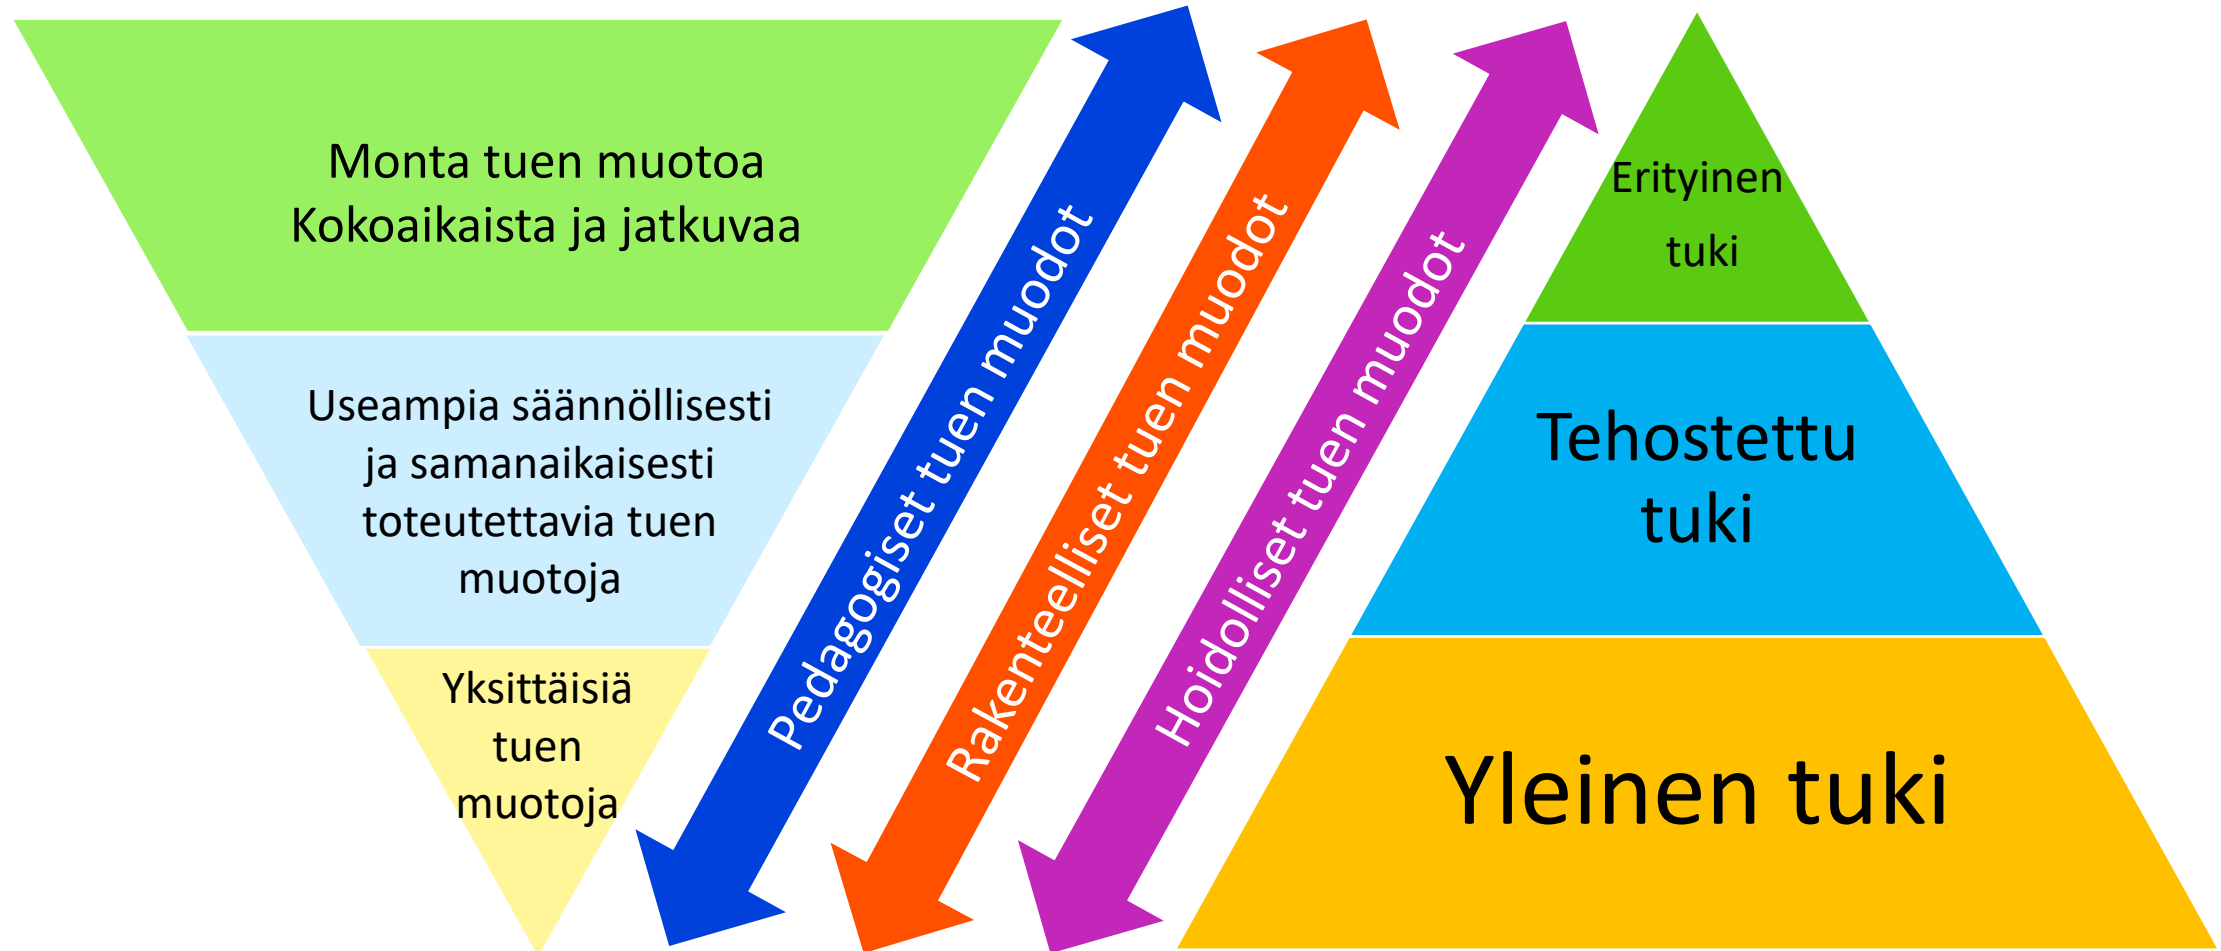 Monta tuen muotoa
Kokoaikaista ja jatkuvaa
Useampia säännöllisesti
ja samanaikaisesti
toteutettavia tuen
muotoja
Yksittäisiä
tuen
muotoja
Pedagogiset tuen muodot
Rakenteelliset tuen muodot
Hoidolliset tuen muodot
Erityinen
tuki
Tehostettu
tuki
Yleinen tuki